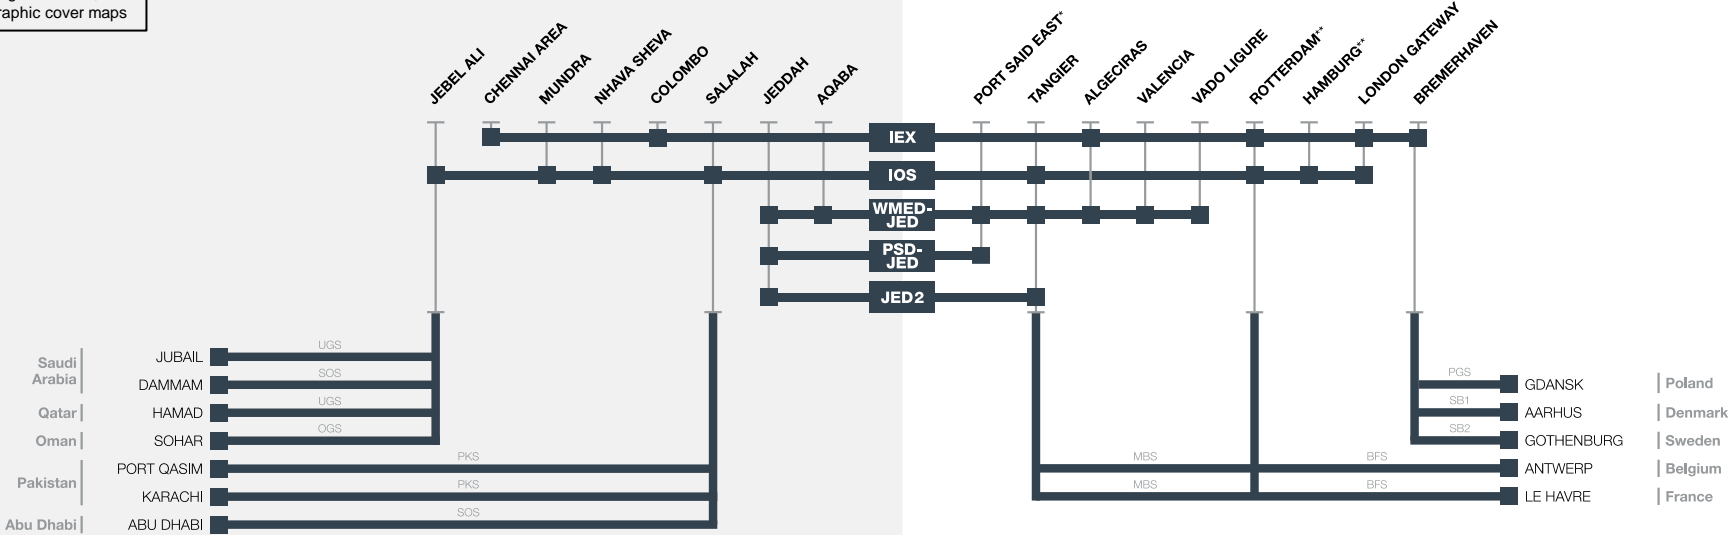 raphic cover maps
JEBEL ALI
CHENNAI AREA
MUNDRA
NHAVA SHEVA
COLOMBO
SALALAH
JEDDAH
AQABA
PORT SAID EAST*
TANGIER
ALGECIRAS
VALENCIA
VADO LIGURE
ROTTERDAM**
HAMBURG**
LONDON GATEWAY
BREMERHAVEN
IEX
IOS
WMED-
JED
PSD-
JED
JED2
Saudi
Arabia
JUBAIL
UGS
DAMMAM
SOS
Qatar
HAMAD
UGS
Oman
SOHAR
OGS
Pakistan
PORT QASIM
PKS
KARACHI
PKS
Abu Dhabi
ABU DHABI
SOS
PGS
GDANSK
Poland
SB1
AARHUS
Denmark
SB2
GOTHENBURG
Sweden
MBS
BFS
ANTWERP
Belgium
MBS
BFS
LE HAVRE
France